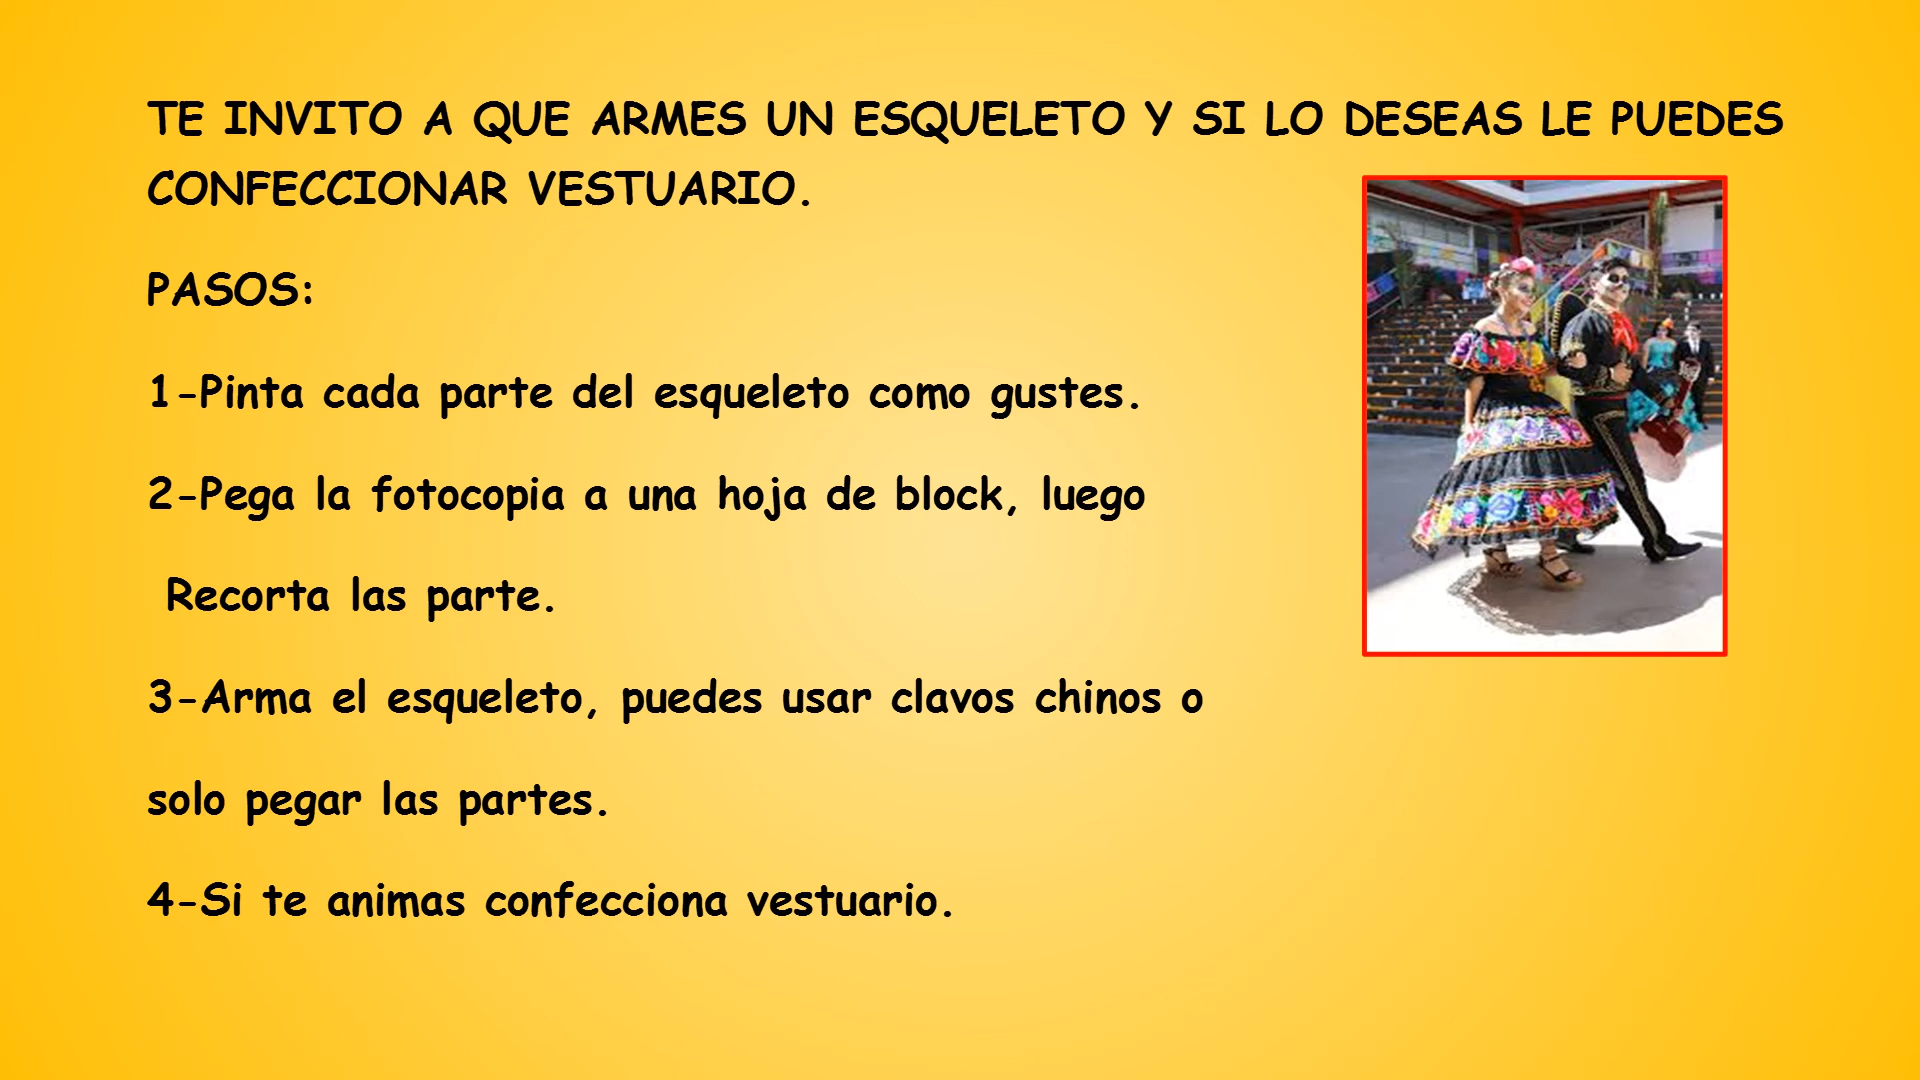 TE INVITO A QUE ARMES UN ESQUELETO Y SI LO DESEAS LE PUEDES
CONFECCIONAR VESTUARIO.
PASOS:
1-Pinta cada parte del esqueleto como gustes.
2-Pega la fotocopia a una hoja de block, luego
Recorta las parte.
3-Arma el esqueleto, puedes usar clavos chinos o
solo pegar las partes.
4-Si te animas confecciona vestuario.